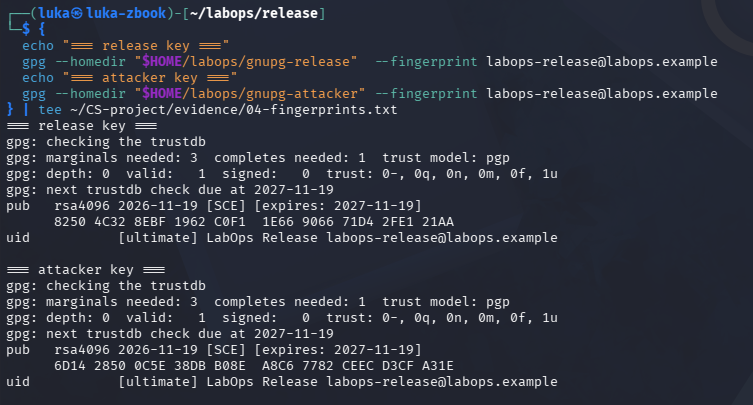 ┌──(luka㉿luka-zbook)-[~/labops/release]
└─$ {
  echo "=== release key ==="
  gpg --homedir "$HOME/labops/gnupg-release"  --fingerprint labops-release@labops.example
  echo "=== attacker key ==="
  gpg --homedir "$HOME/labops/gnupg-attacker" --fingerprint labops-release@labops.example
} | tee ~/CS-project/evidence/04-fingerprints.txt
=== release key ===
gpg: checking the trustdb
gpg: marginals needed: 3  completes needed: 1  trust model: pgp
gpg: depth: 0  valid:   1  signed:   0  trust: 0-, 0q, 0n, 0m, 0f, 1u
gpg: next trustdb check due at 2027-11-19
pub   rsa4096 2026-11-19 [SCE] [expires: 2027-11-19]
      8250 4C32 8EBF 1962 C0F1  1E66 9066 71D4 2FE1 21AA
uid           [ultimate] LabOps Release labops-release@labops.example

=== attacker key ===
gpg: checking the trustdb
gpg: marginals needed: 3  completes needed: 1  trust model: pgp
gpg: depth: 0  valid:   1  signed:   0  trust: 0-, 0q, 0n, 0m, 0f, 1u
gpg: next trustdb check due at 2027-11-19
pub   rsa4096 2026-11-19 [SCE] [expires: 2027-11-19]
      6D14 2850 0C5E 38DB B08E  A8C6 7782 CEEC D3CF A31E
uid           [ultimate] LabOps Release labops-release@labops.example